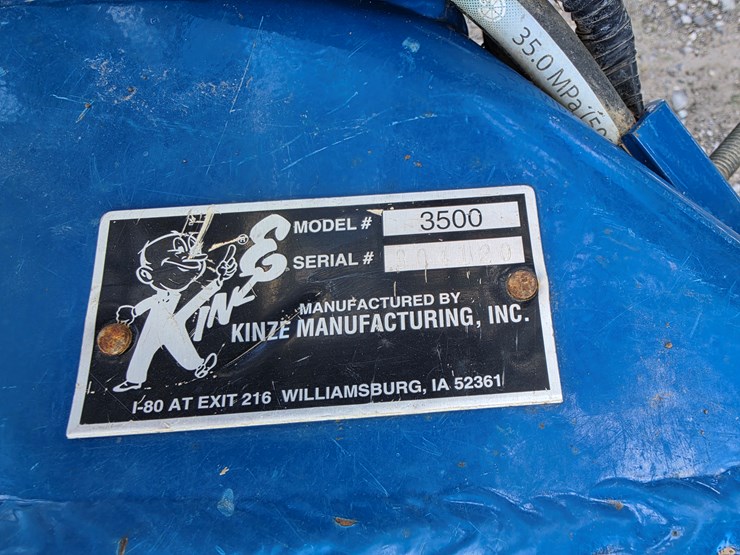 35.0 MPa (50
MODEL # 3500
SERIAL #
KINZE ®
MANUFACTURED BY
KINZE MANUFACTURING, INC.
I-80 AT EXIT 216 WILLIAMSBURG, IA 52361